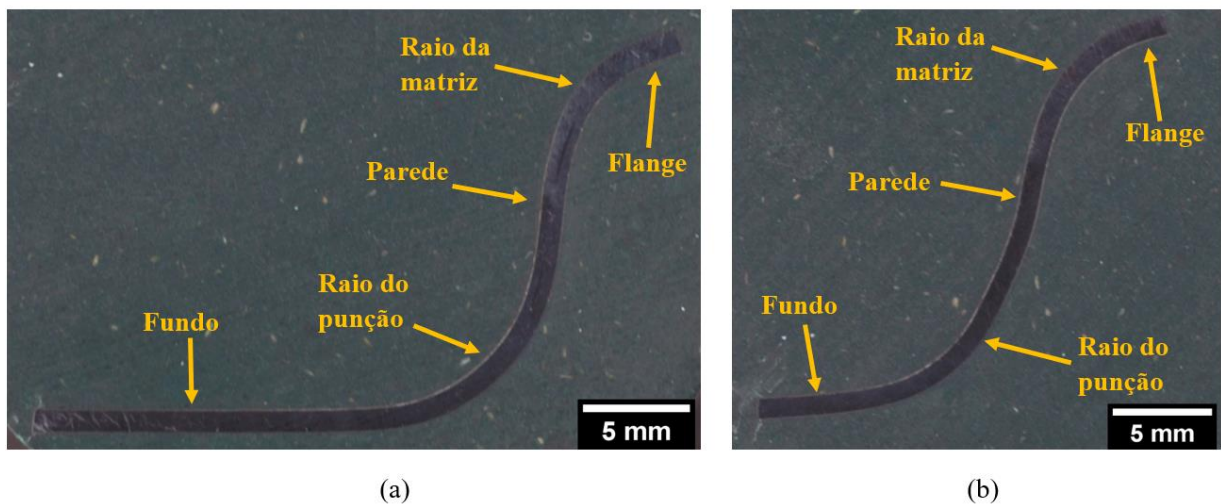 Raio da
matriz
Flange
Parede
Raio do
punção
Fundo
5 mm
(a)
Raio da
matriz
Flange
Parede
Fundo
Raio do
punção
5 mm
(b)